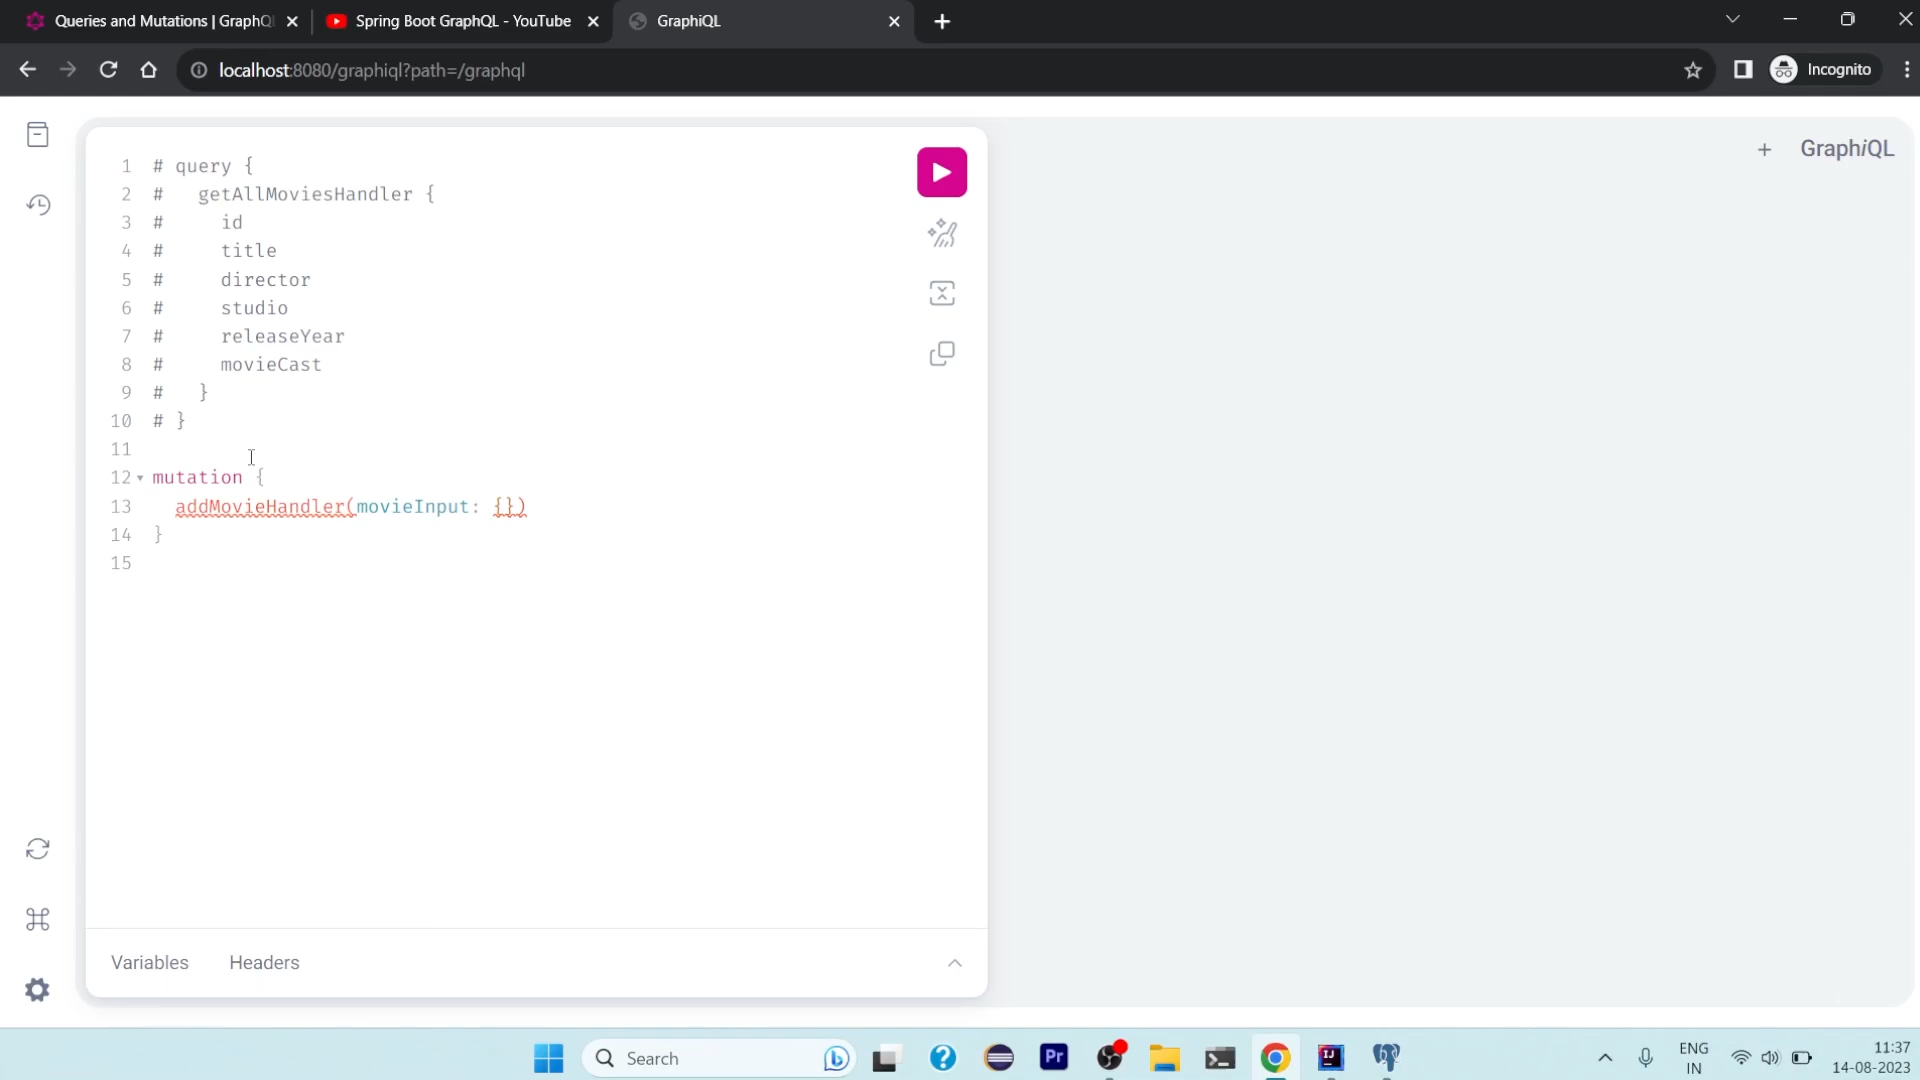 Queries and Mutations | GraphQ
Spring Boot GraphQL - YouTube
GraphiQL
localhost:8080/graphiql?path=/graphql
Incognito
GraphiQL
1 # query {
2 #   getAllMoviesHandler {
3 #     id
4 #     title
5 #     director
6 #     studio
7 #     releaseYear
8 #     movieCast
9 #   }
10 # }
11
12 mutation {
13   addMovieHandler(movieInput: {})
14 }
15
Variables
Headers
Search
Pr
IJ
ENG
IN
11:37
14-08-2023